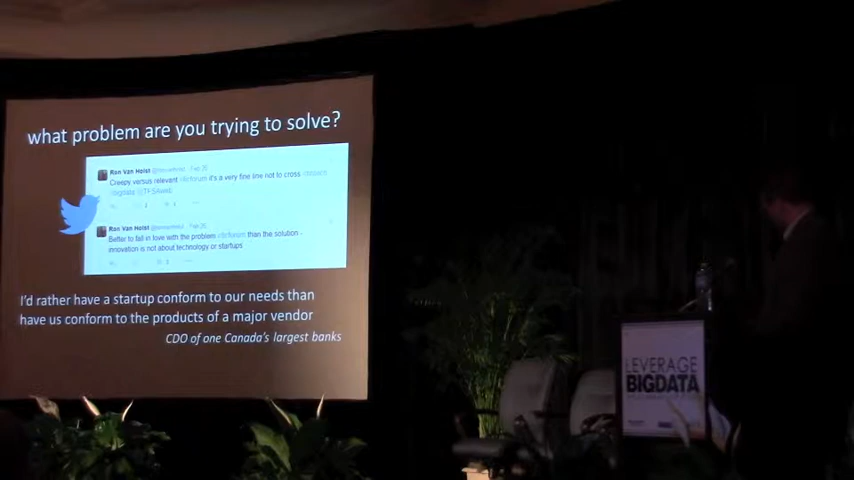 what problem are you trying to solve?
Ron Van Holst
Creepy versus relevant it's a very fine line not to cross
Ron Van Holst
Better to fall in love with the problem than the solution -
innovation is not about technology or startups
I'd rather have a startup conform to our needs than
have us conform to the products of a major vendor
CDO of one Canada's largest banks
LEVERAGE
BIGDATA